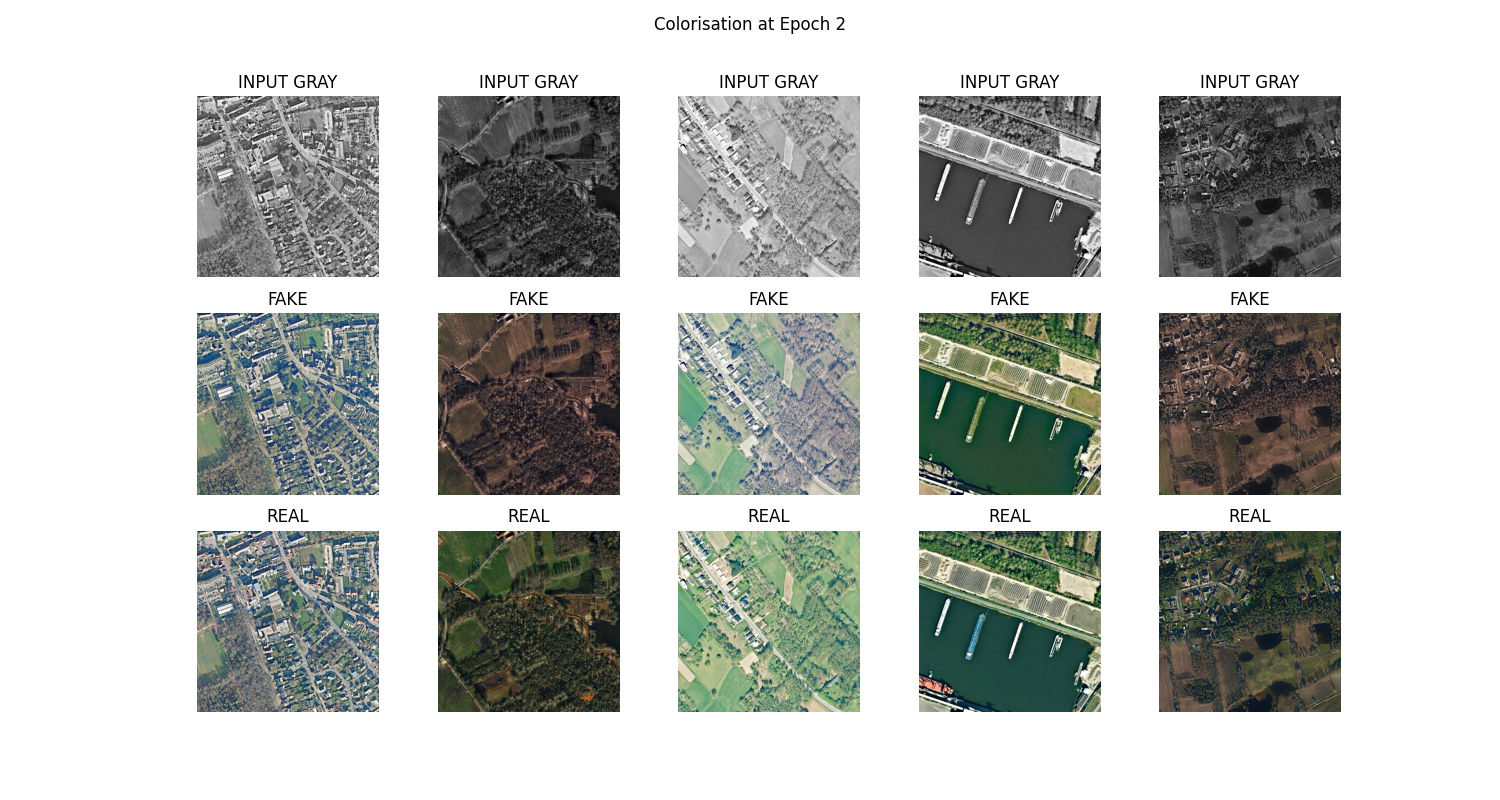 Colorisation at Epoch 2
INPUT GRAY INPUT GRAY INPUT GRAY INPUT GRAY INPUT GRAY
FAKE FAKE FAKE FAKE FAKE
REAL REAL REAL REAL REAL